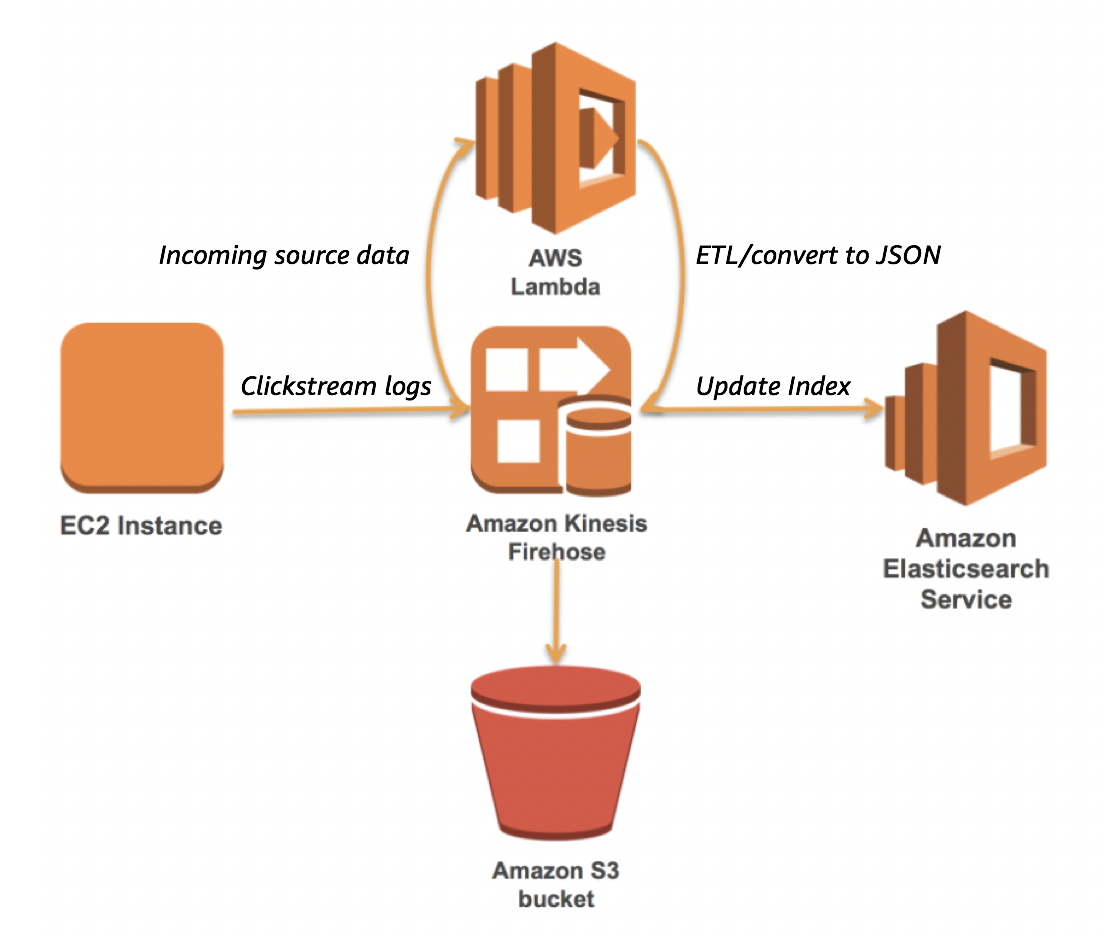 AWS
Lambda
Incoming source data
ETL/convert to JSON
Clickstream logs
Update Index
EC2 Instance
Amazon Kinesis
Firehose
Amazon
Elasticsearch
Service
Amazon S3
bucket